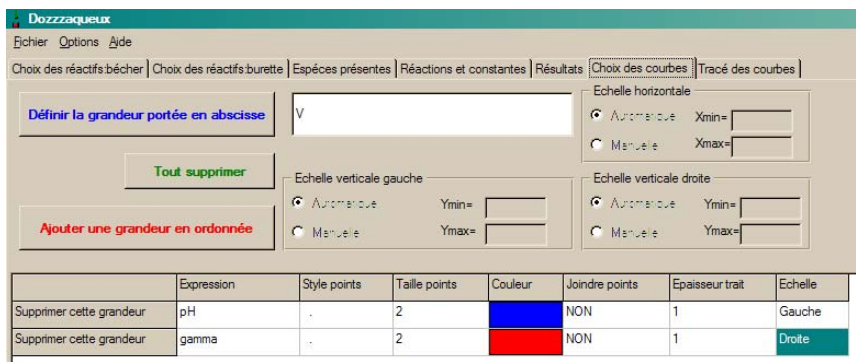 Dozzzaqueux
Fichier Options Aide
Choix des réactifs:bécher Choix des réactifs:burette Espéces présentes Réactions et constantes Résultats Choix des courbes Tracé des courbes
Définir la grandeur portée en abscisse
V
Echelle horizontale
Automatique Xmin=
Manuelle Xmax=
Tout supprimer
Echelle verticale gauche
Automatique Ymin=
Manuelle Ymax=
Echelle verticale droite
Automatique Ymin=
Manuelle Ymax=
Ajouter une grandeur en ordonnée
Expression Style points Taille points Couleur Joindre points Epaisseur trait Echelle
Supprimer cette grandeur pH . 2 NON 1 Gauche
Supprimer cette grandeur gamma . 2 NON 1 Droite